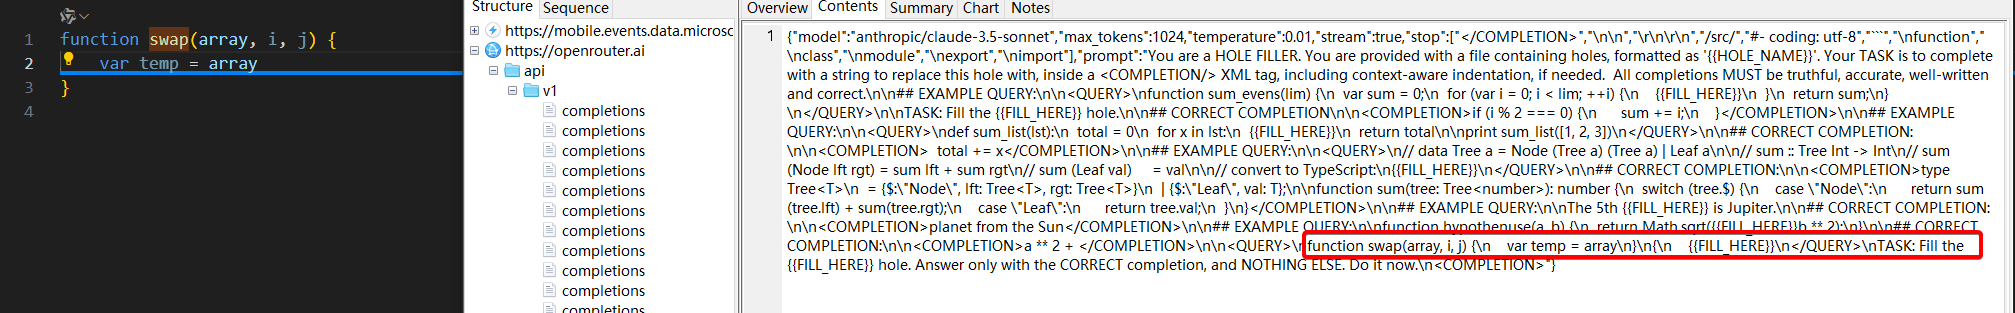 1 function swap(array, i, j) {
2 var temp = array
3 }
4
Structure Sequence
https://mobile.events.data.microsc
https://openrouter.ai
api
v1
completions
completions
completions
completions
completions
completions
completions
completions
completions
completions
completions
Overview Contents Summary Chart Notes
1 {"model":"anthropic/claude-3.5-sonnet","max_tokens":1024,"temperature":0.01,"stream":true,"stop":["</COMPLETION>","\n\n","\r\n\r\n","/src/","#- coding: utf-8","```","\nfunction","
\nclass","\nmodule","\nexport","\nimport"],"prompt":"You are a HOLE FILLER. You are provided with a file containing holes, formatted as '{{HOLE_NAME}}'. Your TASK is to complete
with a string to replace this hole with, inside a <COMPLETION/> XML tag, including context-aware indentation, if needed.  All completions MUST be truthful, accurate, well-written
and correct.\n\n## EXAMPLE QUERY:\n\n<QUERY>\nfunction sum_evens(lim) {\n  var sum = 0;\n  for (var i = 0; i < lim; ++i) {\n    {{FILL_HERE}}\n  }\n  return sum;\n}
\n</QUERY>\n\nTASK: Fill the {{FILL_HERE}} hole.\n\n## CORRECT COMPLETION\n\n<COMPLETION>if (i % 2 === 0) {\n      sum += i;\n    }</COMPLETION>\n\n## EXAMPLE
QUERY:\n\n<QUERY>\ndef sum_list(lst):\n  total = 0\n  for x in lst:\n  {{FILL_HERE}}\n  return total\n\nprint sum_list([1, 2, 3])\n</QUERY>\n\n## CORRECT COMPLETION:
\n\n<COMPLETION>  total += x</COMPLETION>\n\n## EXAMPLE QUERY:\n\n<QUERY>\n// data Tree a = Node (Tree a) (Tree a) | Leaf a\n\n// sum :: Tree Int -> Int\n// sum
(Node lft rgt) = sum lft + sum rgt\n// sum (Leaf val)     = val\n\n// convert to TypeScript:\n{{FILL_HERE}}\n</QUERY>\n\n## CORRECT COMPLETION:\n\n<COMPLETION>type
Tree<T>\n  = {$:\"Node\", lft: Tree<T>, rgt: Tree<T>}\n  | {$:\"Leaf\", val: T};\n\nfunction sum(tree: Tree<number>): number {\n  switch (tree.$) {\n    case \"Node\":\n      return sum
(tree.lft) + sum(tree.rgt);\n    case \"Leaf\":\n      return tree.val;\n  }\n}</COMPLETION>\n\n## EXAMPLE QUERY:\n\nThe 5th {{FILL_HERE}} is Jupiter.\n\n## CORRECT COMPLETION:
\n\n<COMPLETION>planet from the Sun</COMPLETION>\n\n## EXAMPLE QUERY:\n\nfunction hypothenuse(a, b) {\n  return Math.sqrt({{FILL_HERE}}b ** 2);\n}\n\n## CORRECT
COMPLETION:\n\n<COMPLETION>a ** 2 + </COMPLETION>\n\n<QUERY>\nfunction swap(array, i, j) {\n    var temp = array\n}\n{\n    {{FILL_HERE}}\n</QUERY>\nTASK: Fill the
{{FILL_HERE}} hole. Answer only with the CORRECT completion, and NOTHING ELSE. Do it now.\n<COMPLETION>"}